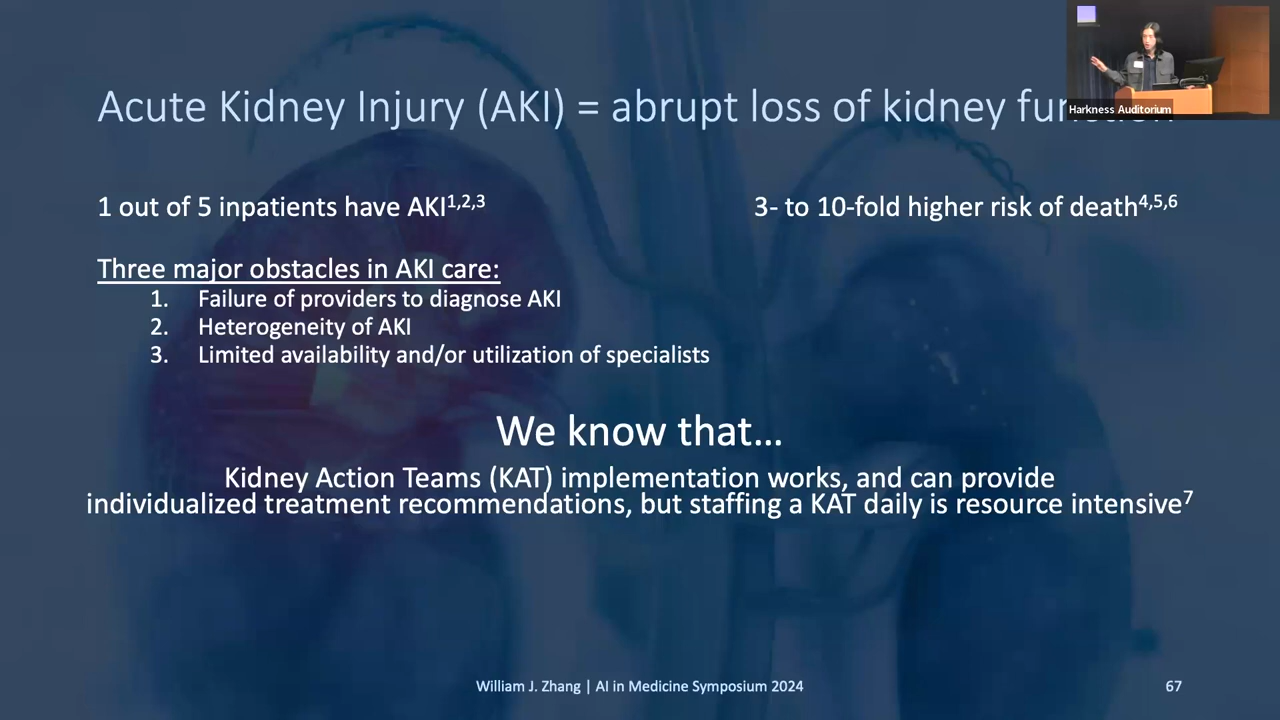 Acute Kidney Injury (AKI) = abrupt loss of kidney
Harkness Auditorium
1 out of 5 inpatients have AKI1,2,3
3- to 10-fold higher risk of death4,5,6
Three major obstacles in AKI care:
1. Failure of providers to diagnose AKI
2. Heterogeneity of AKI
3. Limited availability and/or utilization of specialists
We know that...
Kidney Action Teams (KAT) implementation works, and can provide
individualized treatment recommendations, but staffing a KAT daily is resource intensive7
William J. Zhang | AI in Medicine Symposium 2024
67